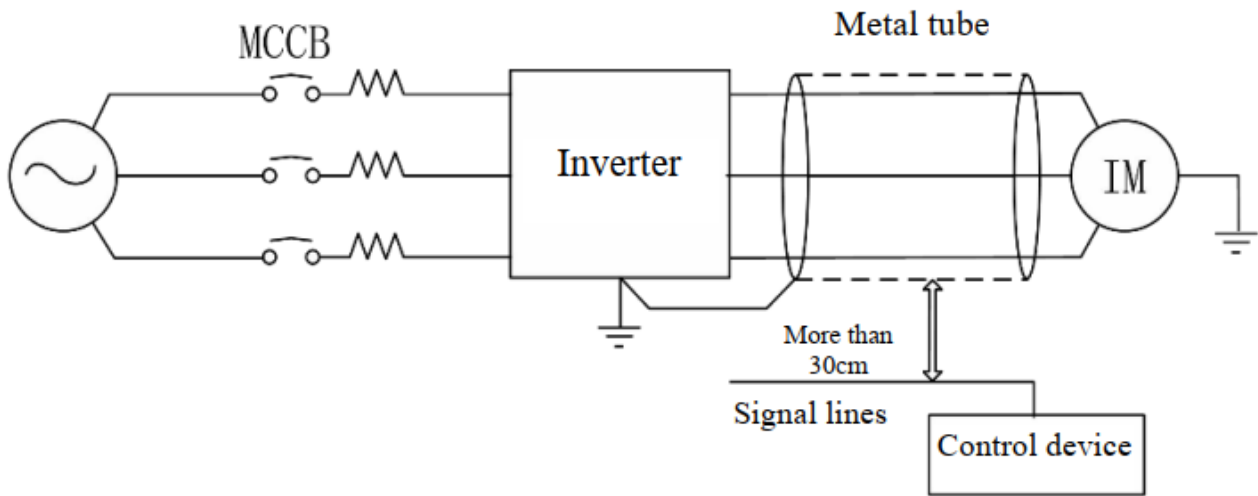 Metal tube
MCCB
Inverter
IM
More than
30cm
Signal lines
Control device